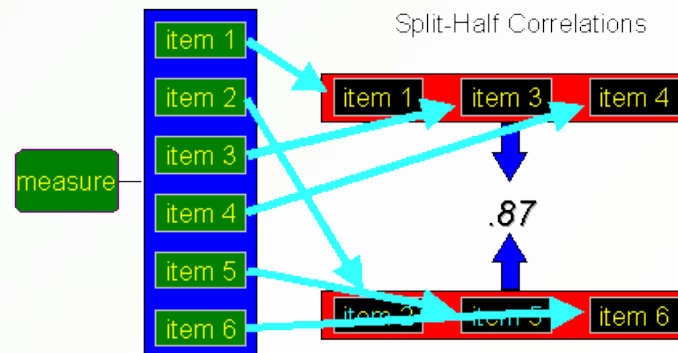 Split-Half Correlations
measure
item 1
item 2
item 3
item 4
item 5
item 6
item 1 item 3 item 4
.87
item 2 item 5 item 6